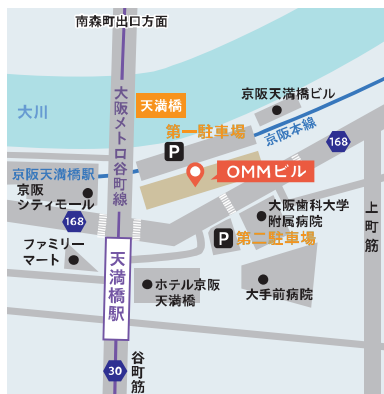 南森町出口方面
京阪天満橋ビル
天満橋
大川
大阪メトロ谷町線
第一駐車場
京阪本線
168
P
京阪天満橋駅
OMMビル
京阪
シティモール
168
大阪歯科大学
附属病院
上町筋
ファミリー
マート
P
第二駐車場
天満橋駅
ホテル京阪
天満橋
大手前病院
30
谷町筋